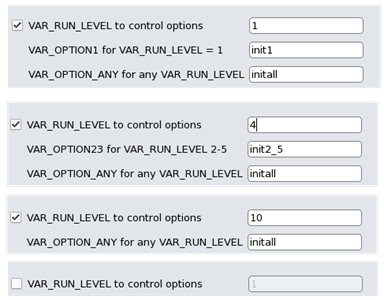 VAR_RUN_LEVEL to control options 1
VAR_OPTION1 for VAR_RUN_LEVEL = 1 init1
VAR_OPTION_ANY for any VAR_RUN_LEVEL initall
VAR_RUN_LEVEL to control options 4
VAR_OPTION23 for VAR_RUN_LEVEL 2-5 init2_5
VAR_OPTION_ANY for any VAR_RUN_LEVEL initall
VAR_RUN_LEVEL to control options 10
VAR_OPTION_ANY for any VAR_RUN_LEVEL initall
VAR_RUN_LEVEL to control options 1